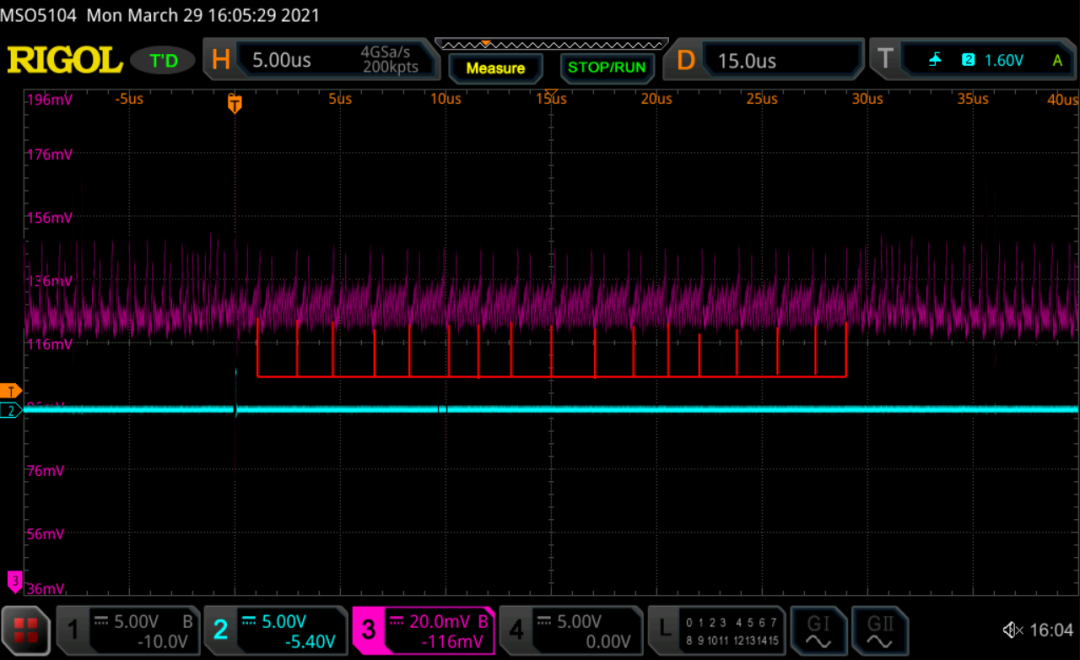 MSO5104 Mon March 29 16:05:29 2021
RIGOL T'D H 5.00us 4GSa/s 200kpts Measure STOP/RUN D 15.0us T 2 1.60V A
196mV -5us T 5us 10us 15us 20us 25us 30us 35us 40us
176mV
156mV
136mV
116mV
T
2
76mV
56mV
3 36mV
1 5.00V B -10.0V 2 5.00V -5.40V 3 20.0mV B -116mV 4 5.00V 0.00V L 0 1 2 3 4 5 6 7 8 9 10 11 12 13 14 15 GI GII 16:04